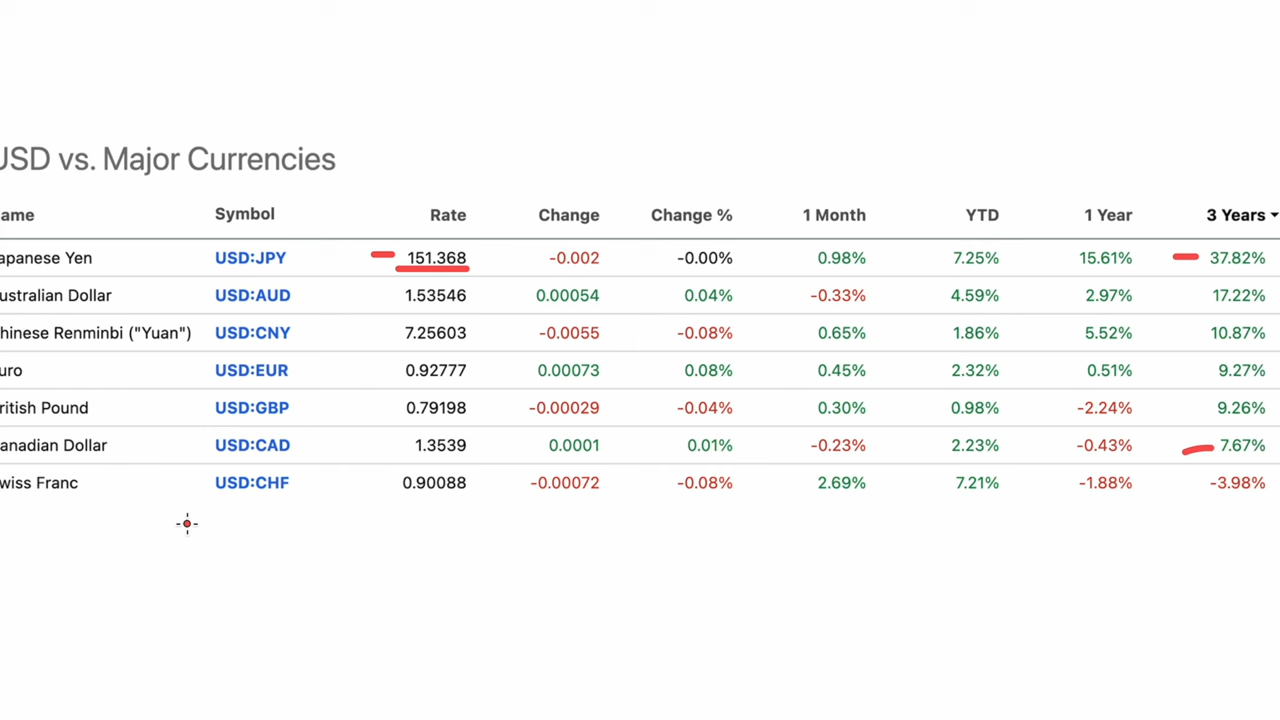 USD vs. Major Currencies
ame Symbol Rate Change Change % 1 Month YTD 1 Year 3 Years
apanese Yen USD:JPY 151.368 -0.002 -0.00% 0.98% 7.25% 15.61% 37.82%
ustralian Dollar USD:AUD 1.53546 0.00054 0.04% -0.33% 4.59% 2.97% 17.22%
hinese Renminbi ("Yuan") USD:CNY 7.25603 -0.0055 -0.08% 0.65% 1.86% 5.52% 10.87%
uro USD:EUR 0.92777 0.00073 0.08% 0.45% 2.32% 0.51% 9.27%
ritish Pound USD:GBP 0.79198 -0.00029 -0.04% 0.30% 0.98% -2.24% 9.26%
anadian Dollar USD:CAD 1.3539 0.0001 0.01% -0.23% 2.23% -0.43% 7.67%
wiss Franc USD:CHF 0.90088 -0.00072 -0.08% 2.69% 7.21% -1.88% -3.98%